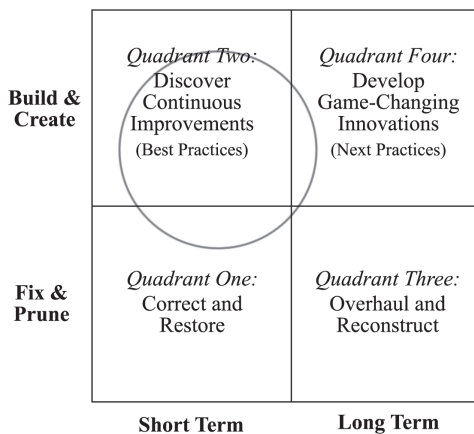 Build &
Create
Quadrant Two:
Discover
Continuous
Improvements
(Best Practices)
Quadrant Four:
Develop
Game-Changing
Innovations
(Next Practices)
Fix &
Prune
Quadrant One:
Correct and
Restore
Quadrant Three:
Overhaul and
Reconstruct
Short Term
Long Term